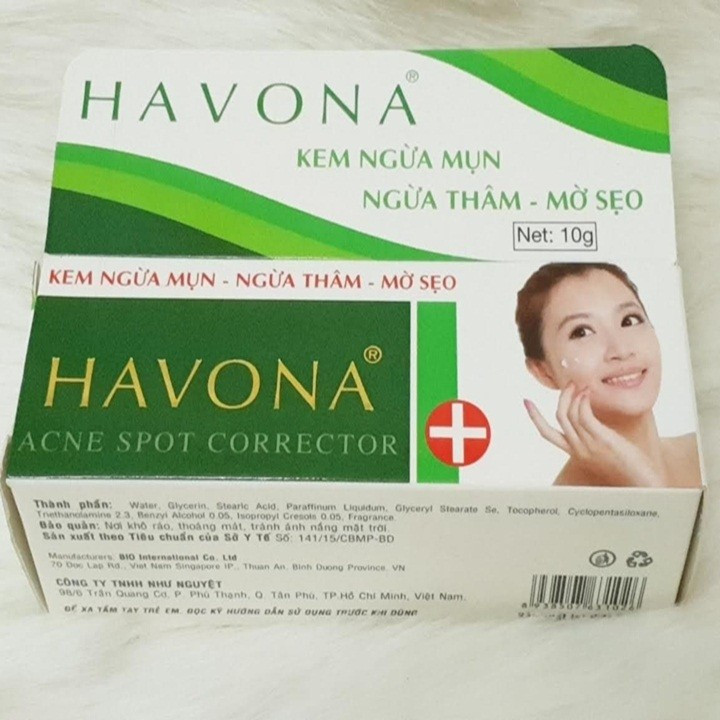 HAVONA®
KEM NGỪA MỤN
NGỪA THÂM - MỜ SẸO
Net: 10g
KEM NGỪA MỤN - NGỪA THÂM - MỜ SẸO
HAVONA®
ACNE SPOT CORRECTOR
Thành phần: Water, Glycerin, Stearic Acid, Paraffinum Liquidum, Glyceryl Stearate Se, Tocopherol, Cyclopentasiloxane,
Triethanolamine 2.3, Benzyl Alcohol 0.05, Isopropyl Cresols 0.05, Fragrance.
Bảo quản: Nơi khô ráo, thoáng mát, tránh ánh nắng mặt trời.
Sản xuất theo Tiêu chuẩn của Sở Y Tế Số: 141/15/CBMP-BD
Manufacturers: BIO International Co. Ltd
70 Doc Lap Rd., Viet Nam Singapore IP., Thuan An, Binh Duong Province, VN
CÔNG TY TNHH NHƯ NGUYỆT
98/6 Trần Quang Cơ, P. Phú Thạnh, Q. Tân Phú, TP.Hồ Chí Minh, Việt Nam.
ĐỂ XA TẦM TAY TRẺ EM, ĐỌC KỸ HƯỚNG DẪN SỬ DỤNG TRƯỚC KHI DÙNG